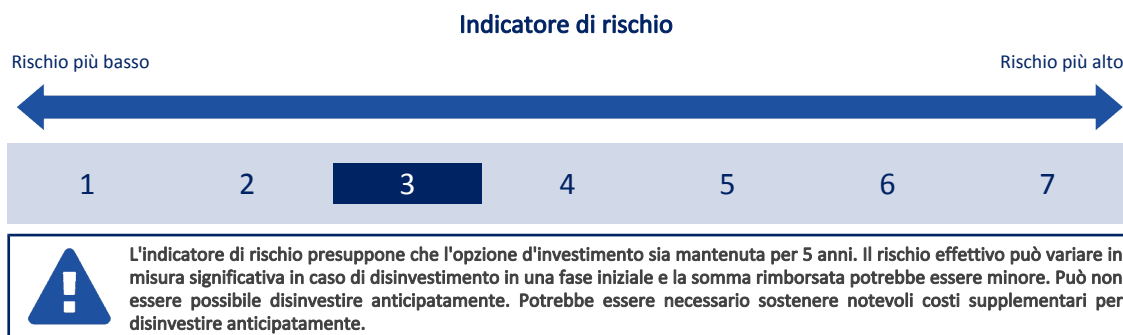 Indicatore di rischio
Rischio più basso Rischio più alto
1 2 3 4 5 6 7
L'indicatore di rischio presuppone che l'opzione d'investimento sia mantenuta per 5 anni. Il rischio effettivo può variare in
misura significativa in caso di disinvestimento in una fase iniziale e la somma rimborsata potrebbe essere minore. Può non
essere possibile disinvestire anticipatamente. Potrebbe essere necessario sostenere notevoli costi supplementari per
disinvestire anticipatamente.